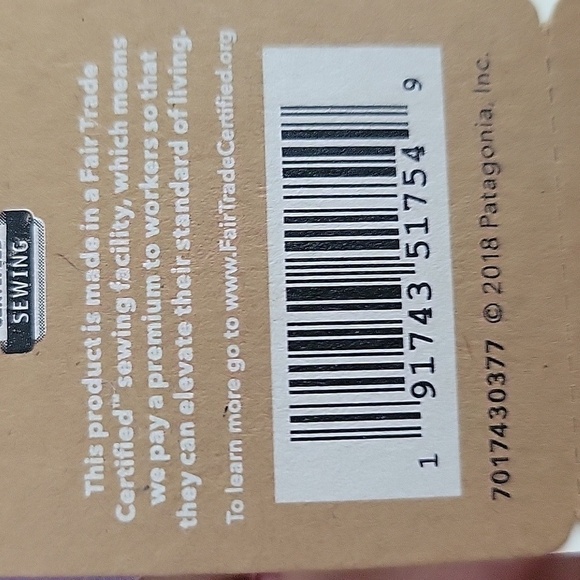 SEWING
This product is made in a Fair Trade
Certified™ sewing facility, which means
we pay a premium to workers so that
they can elevate their standard of living.
To learn more go to www.FairTradeCertified.org
1 91743 51754 9
7017430377 © 2018 Patagonia, Inc.